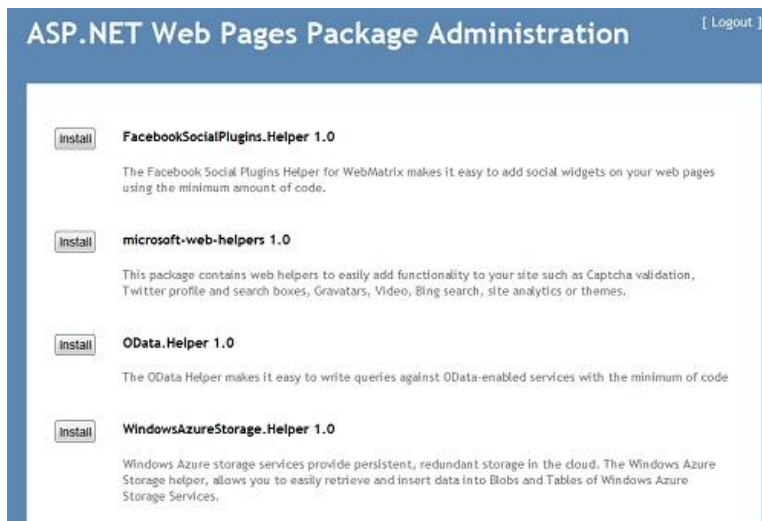 ASP.NET Web Pages Package Administration
[ Logout ]
Install
FacebookSocialPlugins.Helper 1.0
The Facebook Social Plugins Helper for WebMatrix makes it easy to add social widgets on your web pages
using the minimum amount of code.
Install
microsoft-web-helpers 1.0
This package contains web helpers to easily add functionality to your site such as Captcha validation,
Twitter profile and search boxes, Gravatars, Video, Bing search, site analytics or themes.
Install
OData.Helper 1.0
The OData Helper makes it easy to write queries against OData-enabled services with the minimum of code
Install
WindowsAzureStorage.Helper 1.0
Windows Azure storage services provide persistent, redundant storage in the cloud. The Windows Azure
Storage helper, allows you to easily retrieve and insert data into Blobs and Tables of Windows Azure
Storage Services.